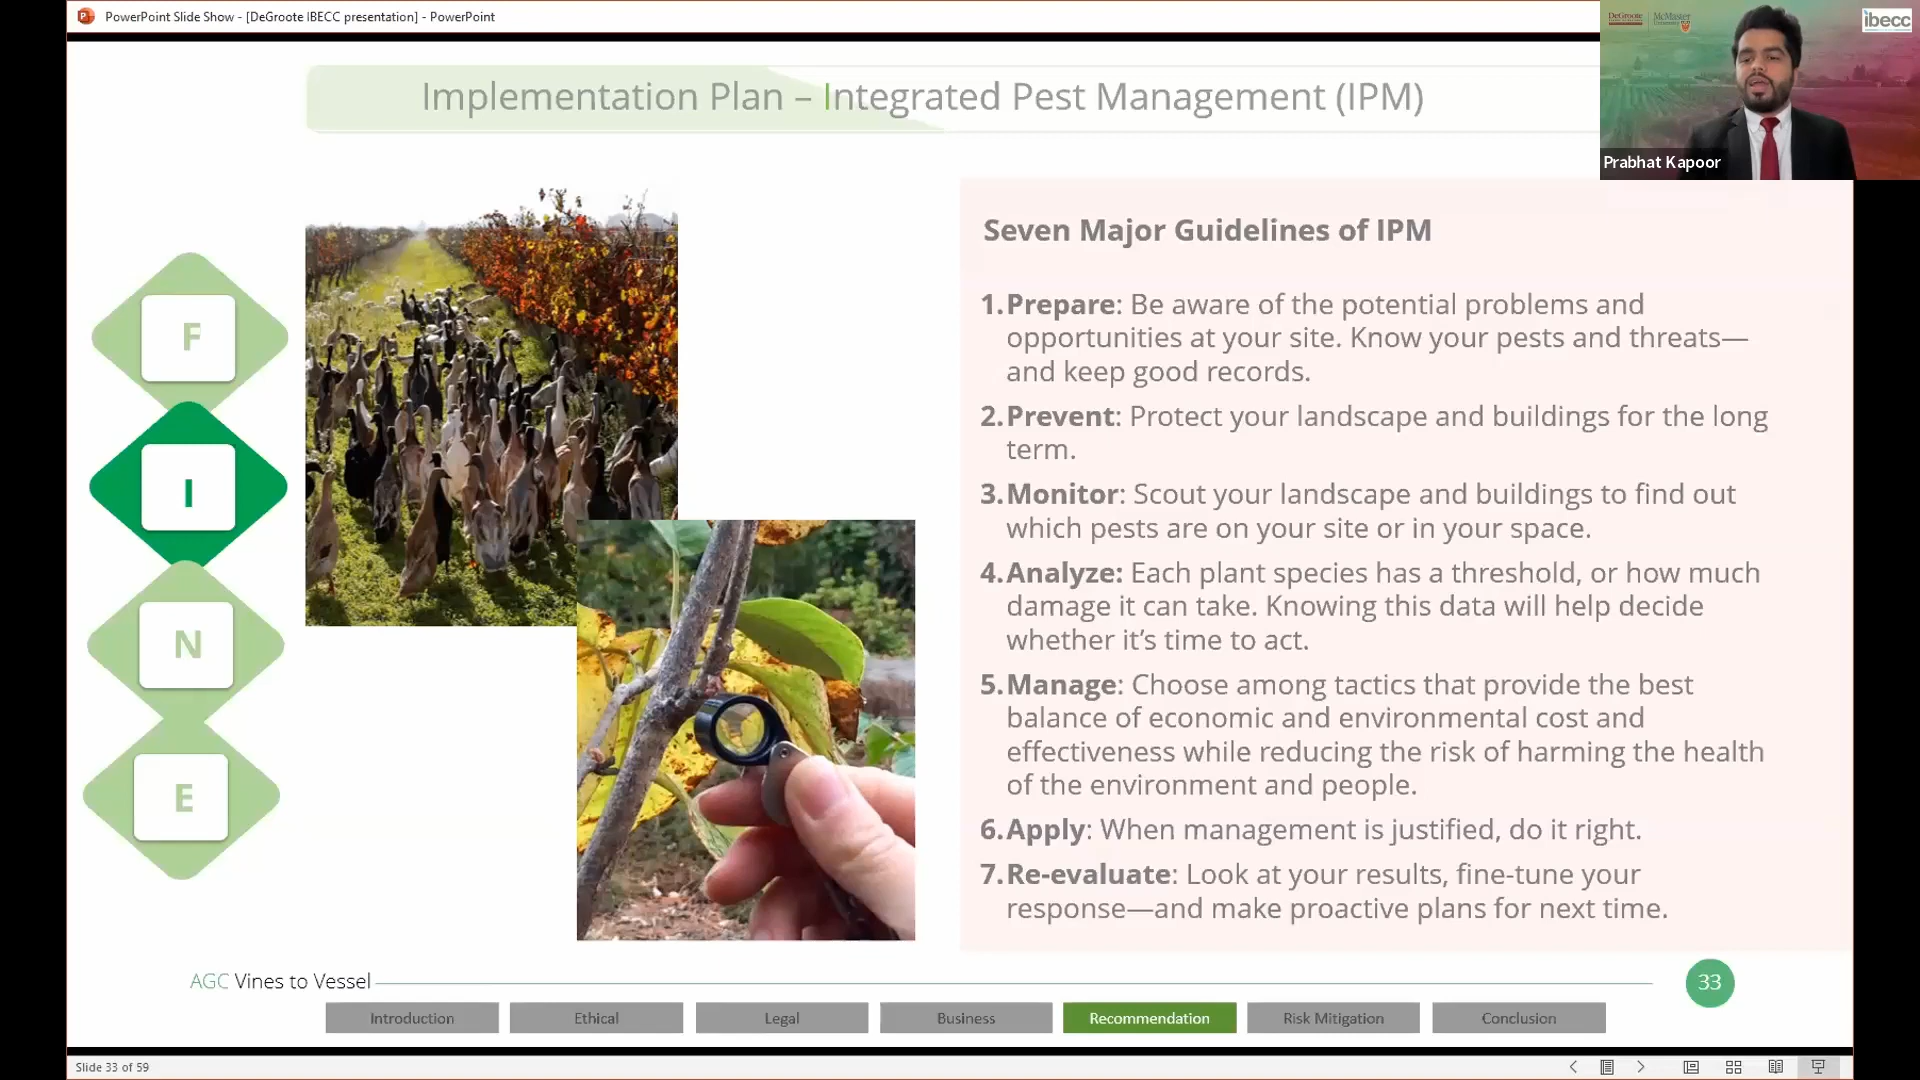 PowerPoint Slide Show - [DeGroote IBECC presentation] - PowerPoint
DeGroote
McMaster
University
ibecc
Prabhat Kapoor
Implementation Plan – Integrated Pest Management (IPM)
F
I
N
E
Seven Major Guidelines of IPM
1. Prepare: Be aware of the potential problems and
opportunities at your site. Know your pests and threats—
and keep good records.
2. Prevent: Protect your landscape and buildings for the long
term.
3. Monitor: Scout your landscape and buildings to find out
which pests are on your site or in your space.
4. Analyze: Each plant species has a threshold, or how much
damage it can take. Knowing this data will help decide
whether it’s time to act.
5. Manage: Choose among tactics that provide the best
balance of economic and environmental cost and
effectiveness while reducing the risk of harming the health
of the environment and people.
6. Apply: When management is justified, do it right.
7. Re-evaluate: Look at your results, fine-tune your
response—and make proactive plans for next time.
AGC Vines to Vessel
33
Introduction
Ethical
Legal
Business
Recommendation
Risk Mitigation
Conclusion
Slide 33 of 59